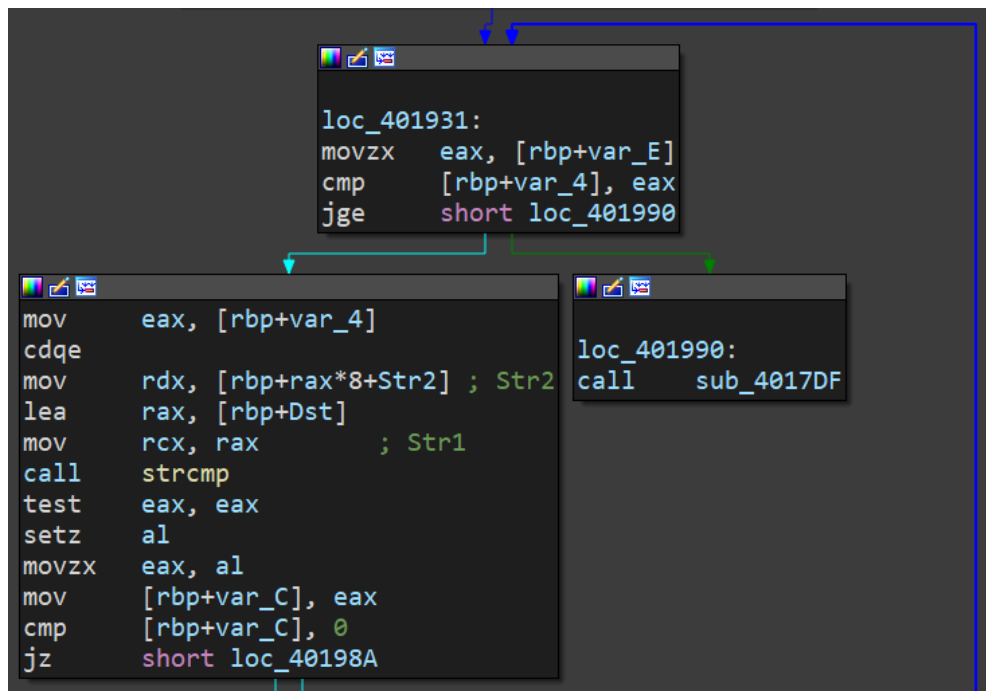 loc_401931:
movzx eax, [rbp+var_E]
cmp [rbp+var_4], eax
jge short loc_401990
mov eax, [rbp+var_4]
cdqe
mov rdx, [rbp+rax*8+Str2] ; Str2
lea rax, [rbp+Dst]
mov rcx, rax ; Str1
call strcmp
test eax, eax
setz al
movzx eax, al
mov [rbp+var_C], eax
cmp [rbp+var_C], 0
jz short loc_40198A
loc_401990:
call sub_4017DF